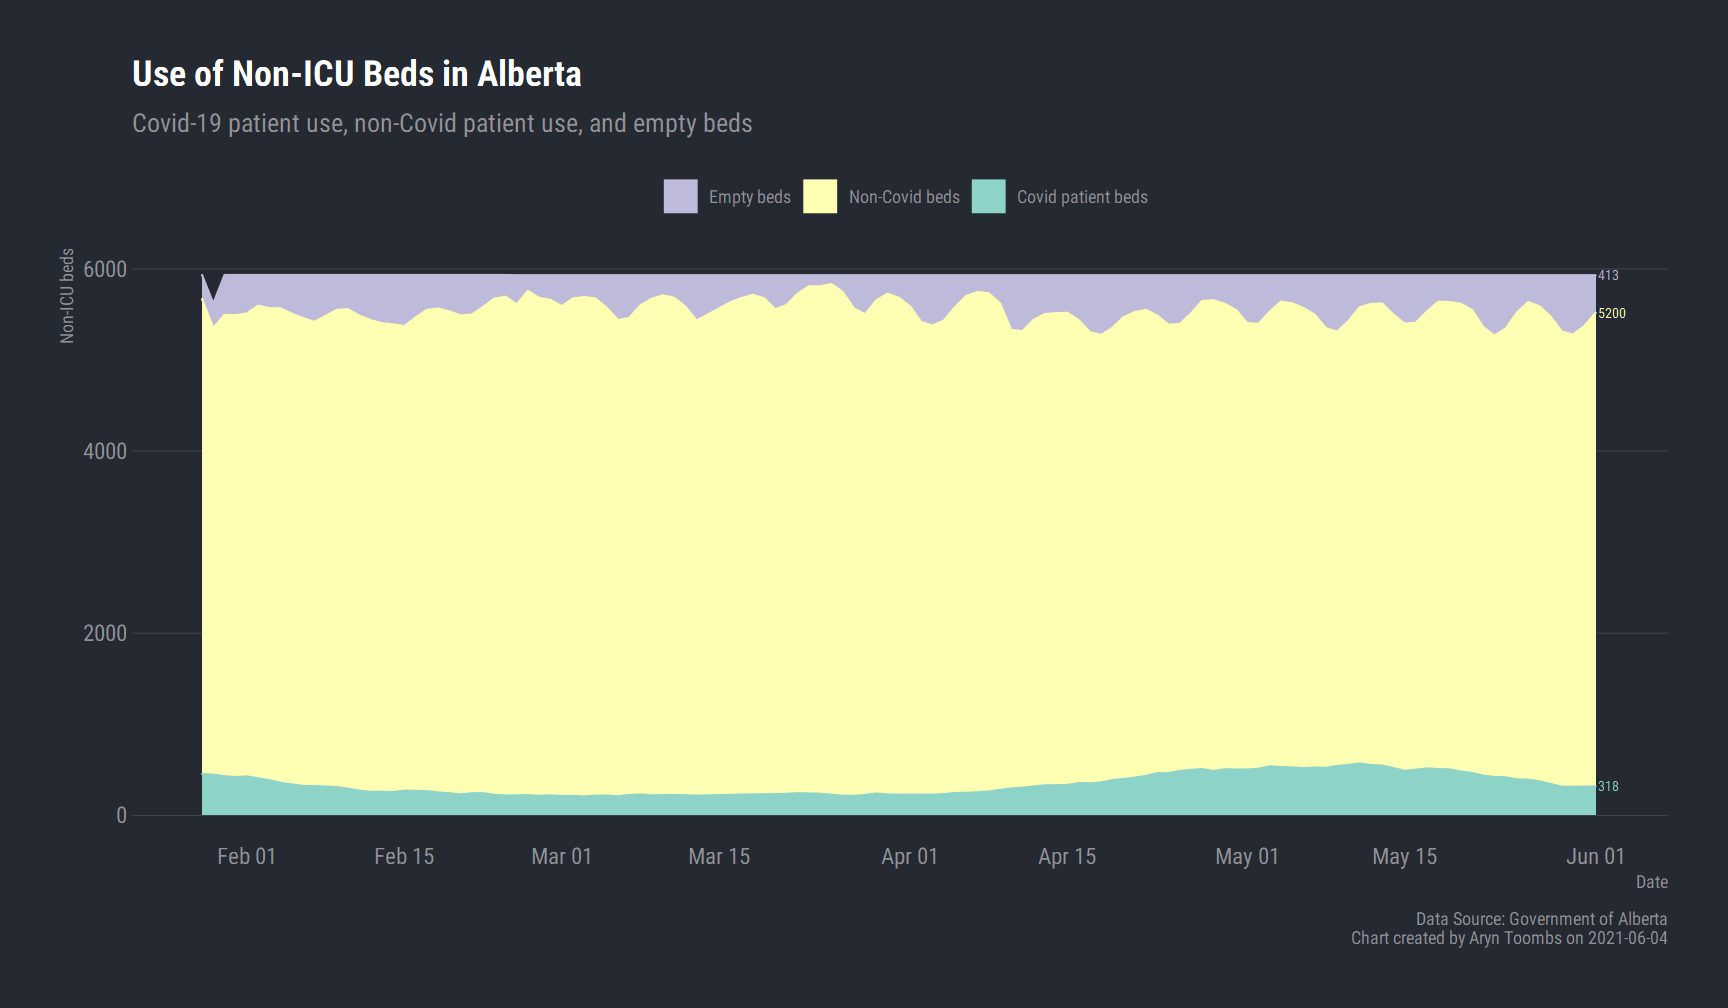 Use of Non-ICU Beds in Alberta
Covid-19 patient use, non-Covid patient use, and empty beds
Empty beds
Non-Covid beds
Covid patient beds
Non-ICU beds
6000
4000
2000
0
413
5200
318
Feb 01
Feb 15
Mar 01
Mar 15
Apr 01
Apr 15
May 01
May 15
Jun 01
Date
Data Source: Government of Alberta
Chart created by Aryn Toombs on 2021-06-04